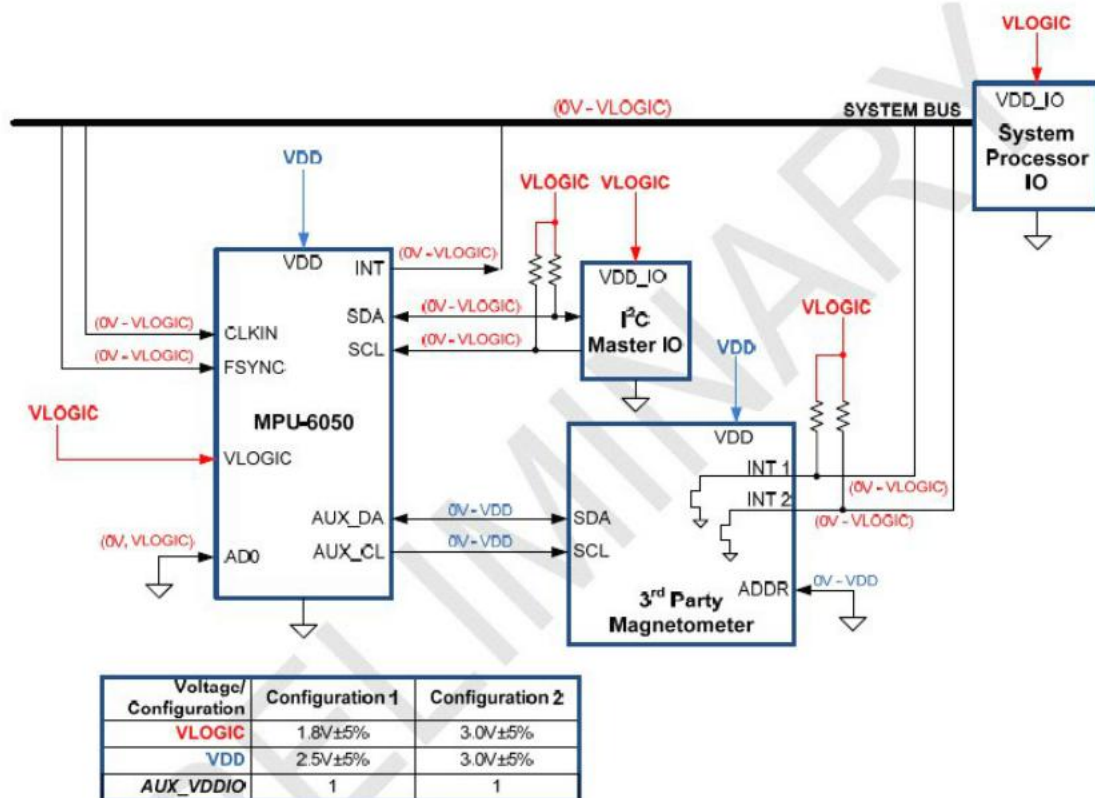 VLOGIC
(0V - VLOGIC)
SYSTEM BUS
VDD_IO
System
Processor
IO
VDD
VLOGIC
VLOGIC
VDD
INT
(0V - VLOGIC)
VDD_IO
I²C
Master IO
(0V - VLOGIC)
CLKIN
SDA
(0V - VLOGIC)
(0V - VLOGIC)
FSYNC
SCL
(0V - VLOGIC)
VLOGIC
VDD
VLOGIC
MPU-6050
VLOGIC
VDD
INT 1
(0V - VLOGIC)
INT 2
(0V - VLOGIC)
AUX_DA
0V - VDD
SDA
(0V, VLOGIC)
AD0
AUX_CL
0V - VDD
SCL
ADDR
0V - VDD
3rd Party
Magnetometer
PRELIMINARY
Voltage/
Configuration
Configuration 1
Configuration 2
VLOGIC
1.8V±5%
3.0V±5%
VDD
2.5V±5%
3.0V±5%
AUX_VDDIO
1
1